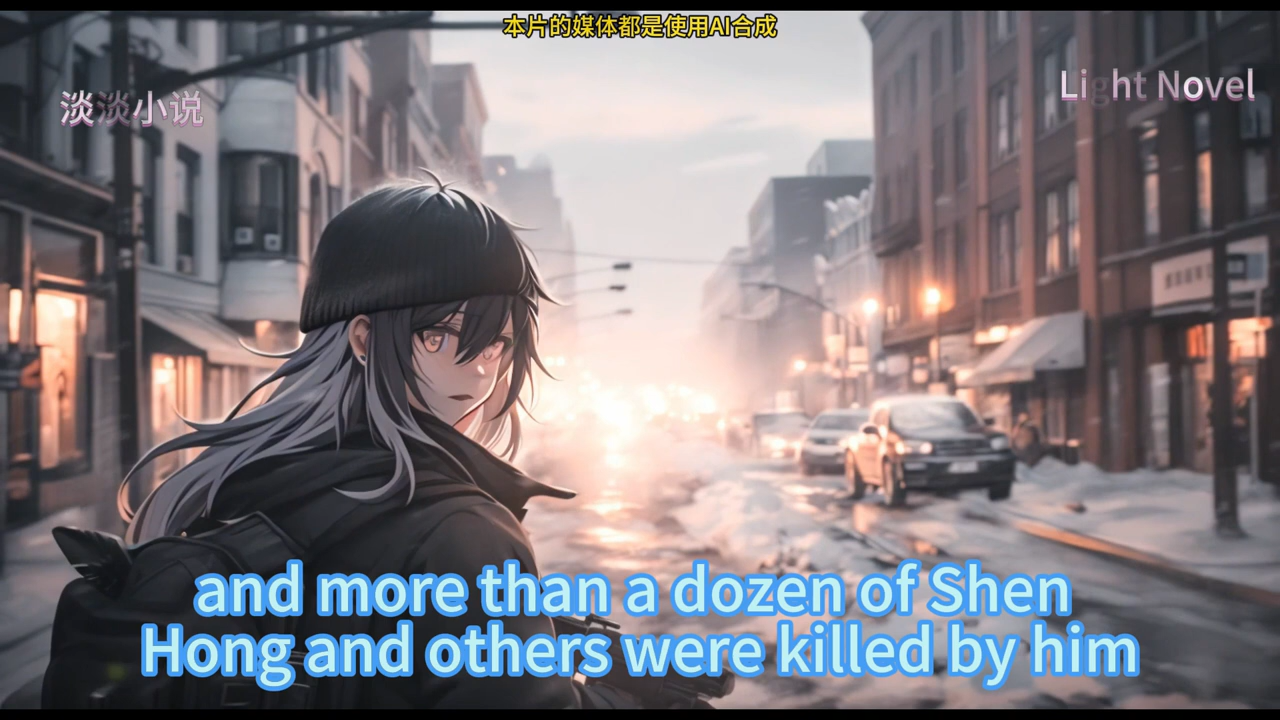 本片的媒体都是使用AI合成
淡淡小说
Light Novel
and more than a dozen of Shen
Hong and others were killed by him